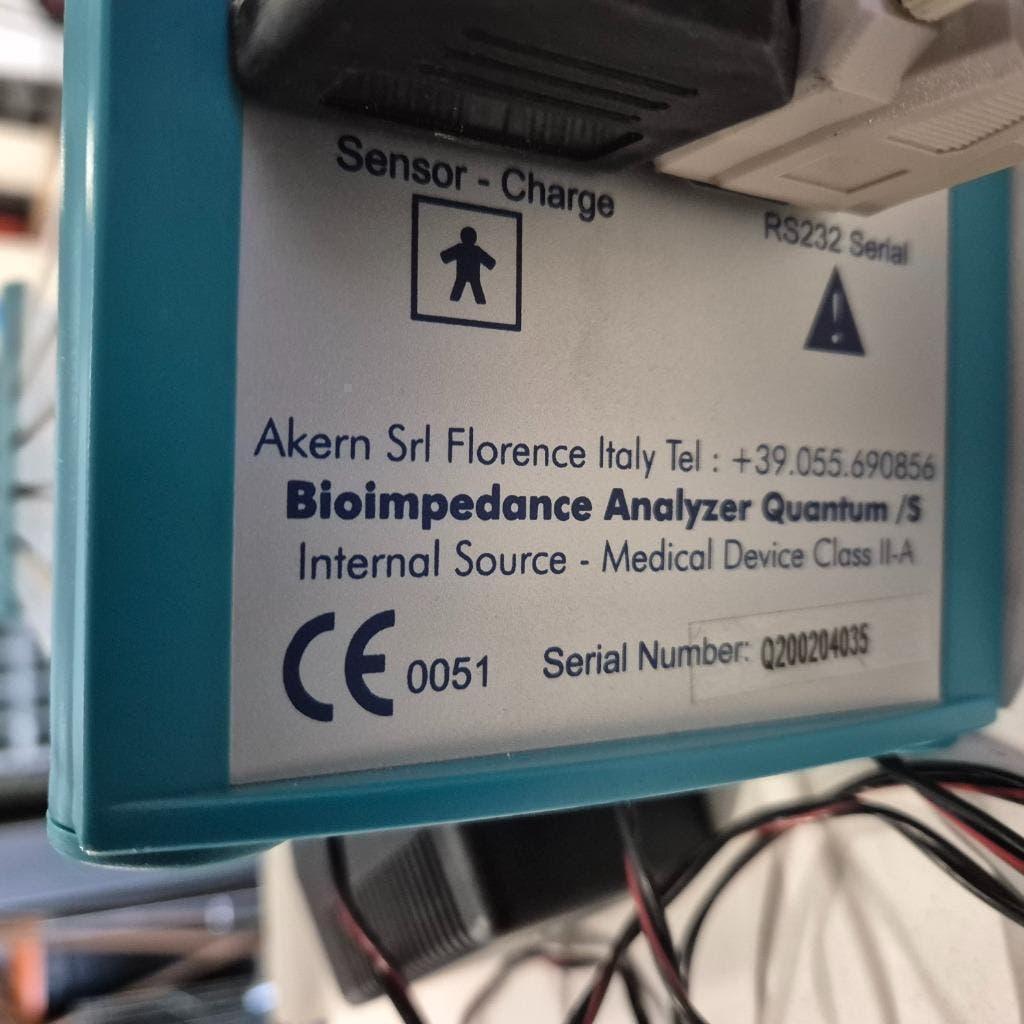 Sensor - Charge
RS232 Serial
Akern Srl Florence Italy Tel : +39.055.690856
Bioimpedance Analyzer Quantum /S
Internal Source - Medical Device Class II-A
CE 0051
Serial Number: Q200204035